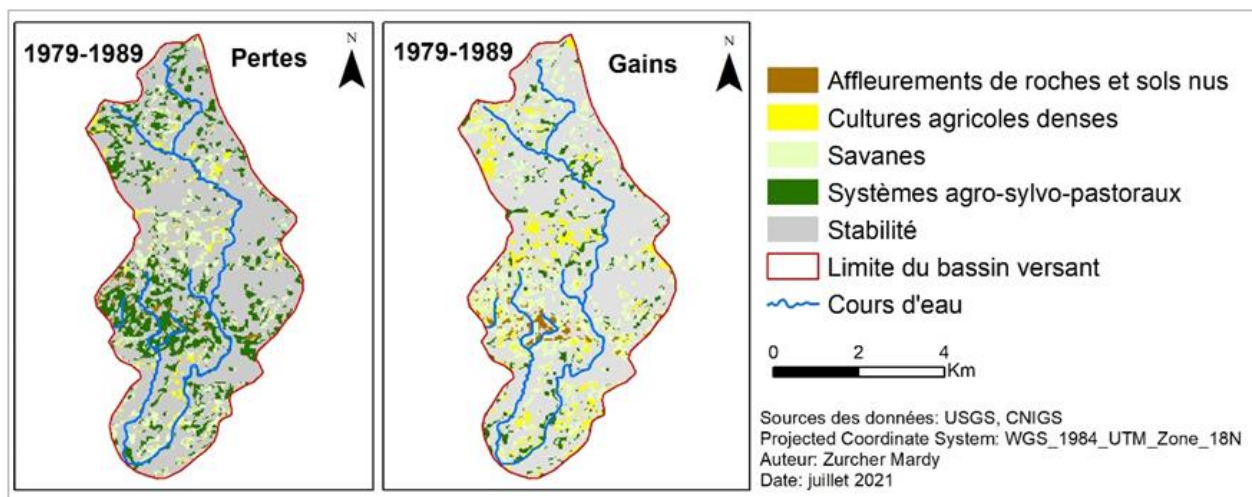 1979-1989
Pertes
N
1979-1989
Gains
N
Affleurements de roches et sols nus
Cultures agricoles denses
Savanes
Systèmes agro-sylvo-pastoraux
Stabilité
Limite du bassin versant
Cours d'eau
0 2 4
Km
Sources des données: USGS, CNIGS
Projected Coordinate System: WGS_1984_UTM_Zone_18N
Auteur: Zurcher Mardy
Date: juillet 2021